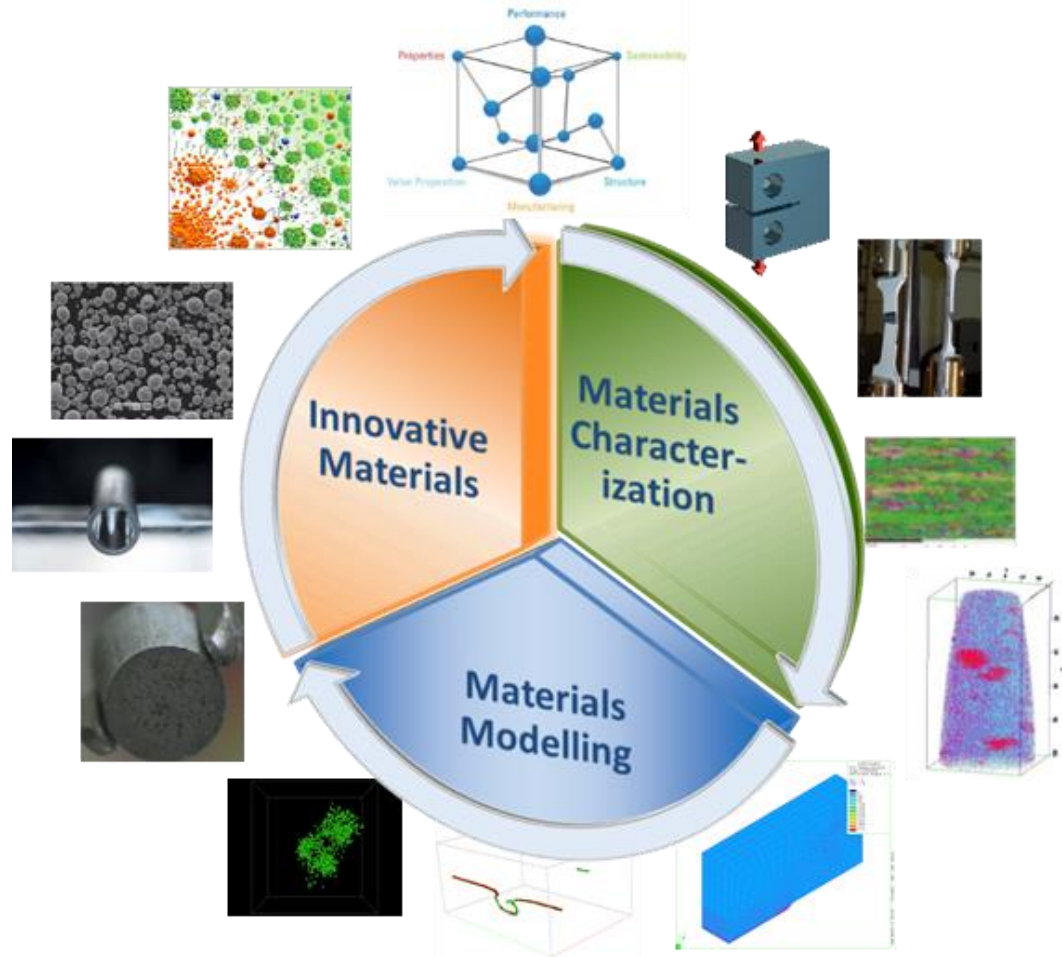 Performance
Properties
Sustainability
Value Proposition
Structure
Manufacturing
Innovative
Materials
Materials
Character-
ization
Materials
Modelling